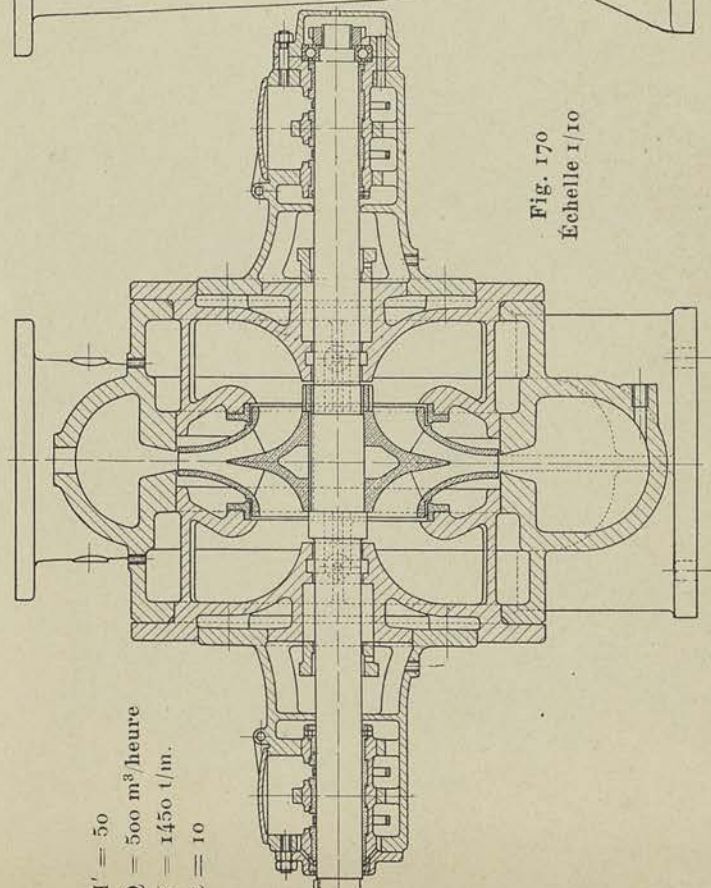 = 50
= 500 m³/heure
= 1450 t/m.
= 10
Fig. 170
Échelle 1/10